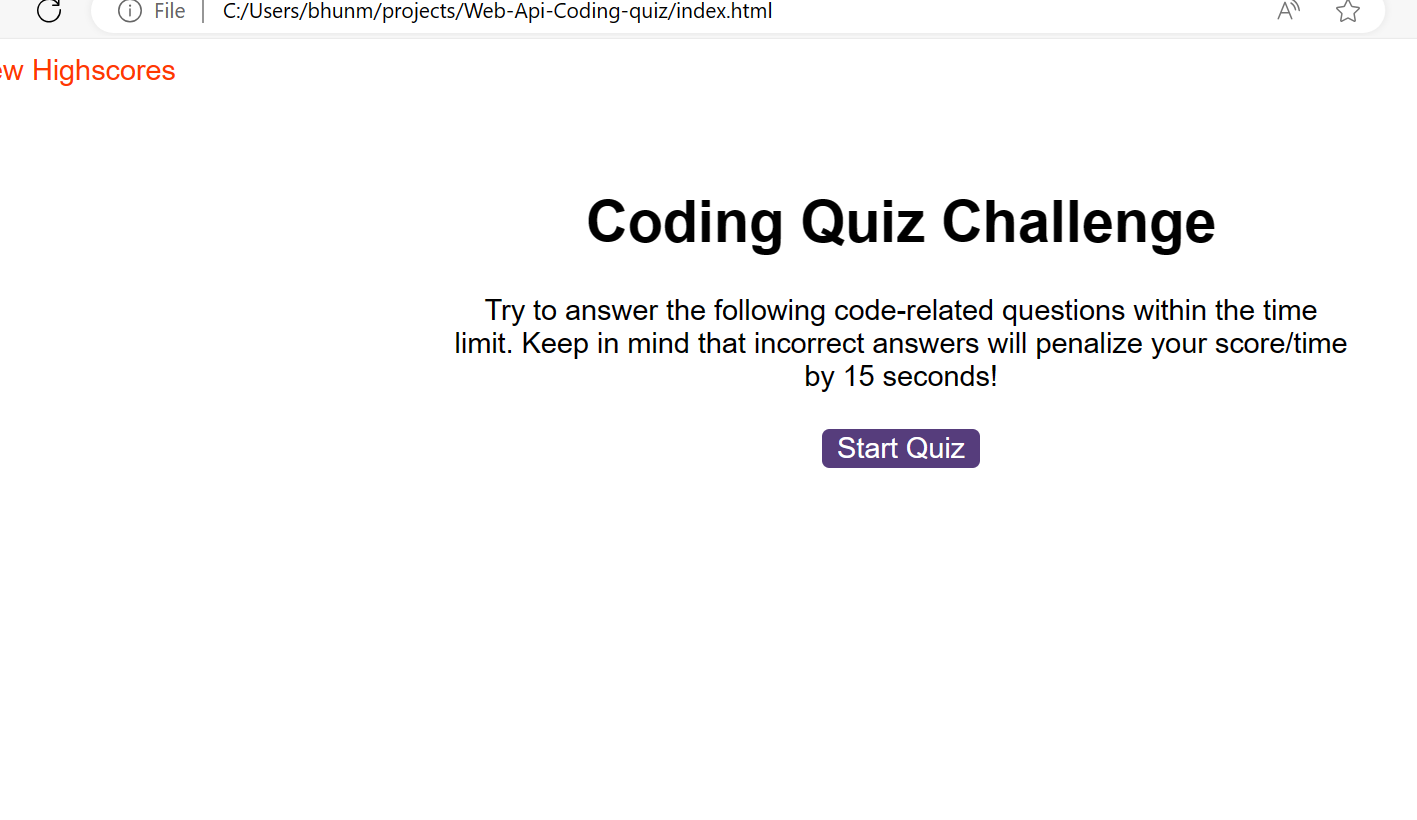 File C:/Users/bhunm/projects/Web-Api-Coding-quiz/index.html
Highscores
Coding Quiz Challenge
Try to answer the following code-related questions within the time
limit. Keep in mind that incorrect answers will penalize your score/time
by 15 seconds!
Start Quiz